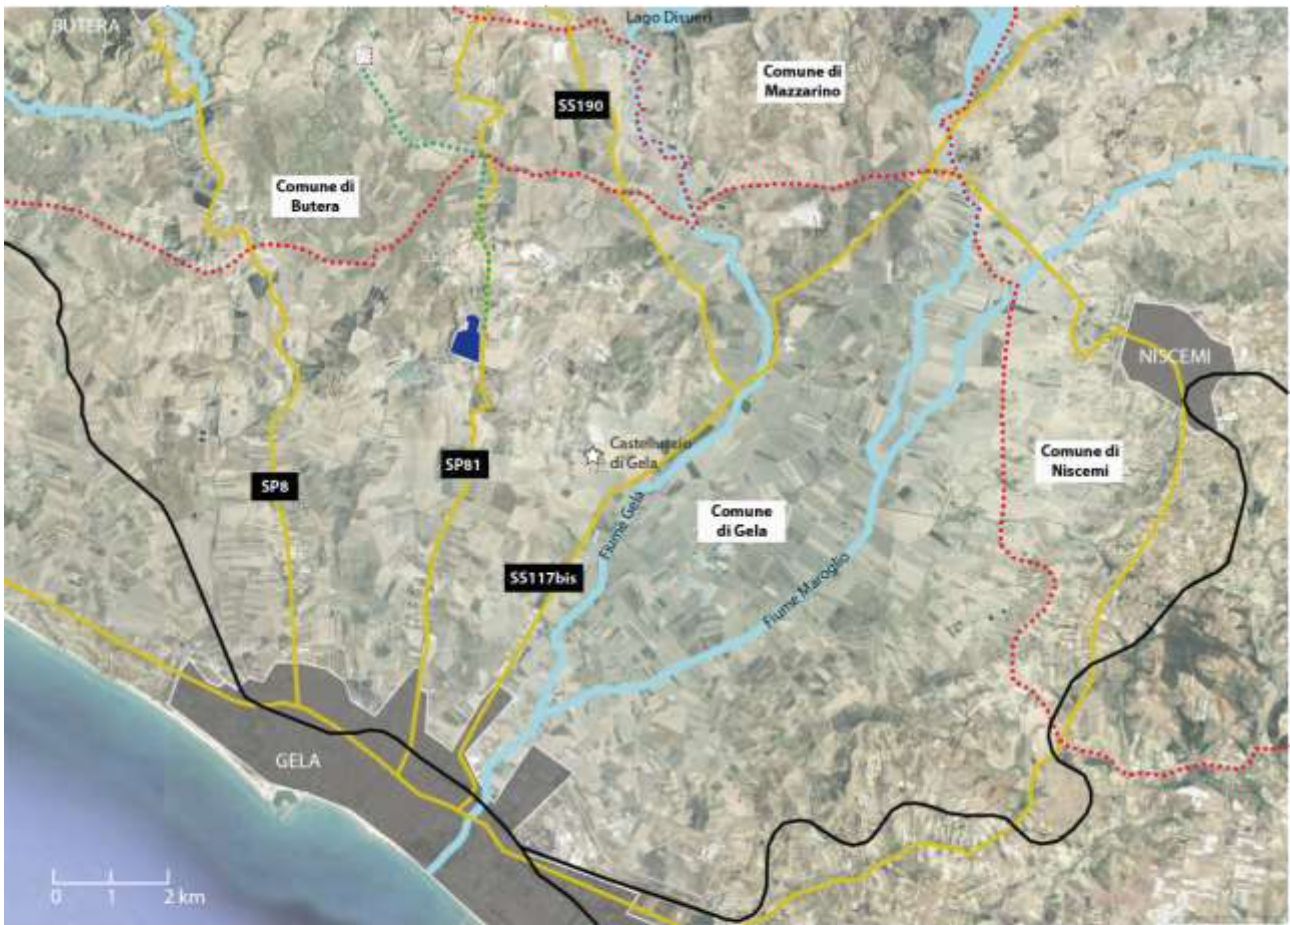 BUTERA
Lago Disueri
Comune di
Mazzarino
SS190
Comune di
Butera
NISCEMI
Castelluccio
di Gela
Comune di
Niscemi
SP81
SP8
Fiume Gela
Comune
di Gela
SS117bis
Fiume Maroglio
GELA
0 1 2 km